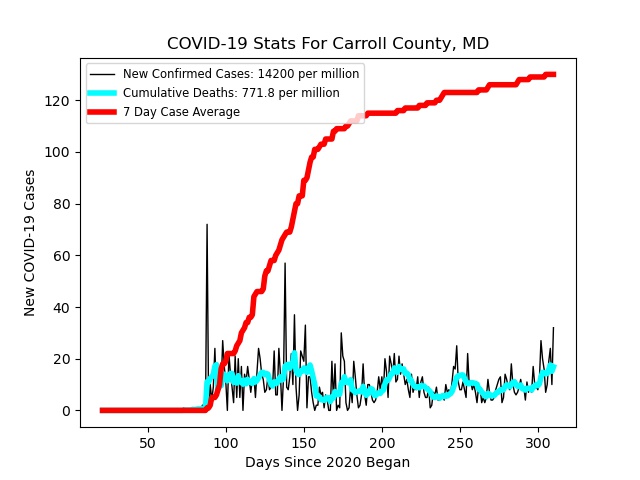 COVID-19 Stats For Carroll County, MD
New Confirmed Cases: 14200 per million
Cumulative Deaths: 771.8 per million
7 Day Case Average
120
100
80
60
40
20
0
New COVID-19 Cases
50 100 150 200 250 300
Days Since 2020 Began